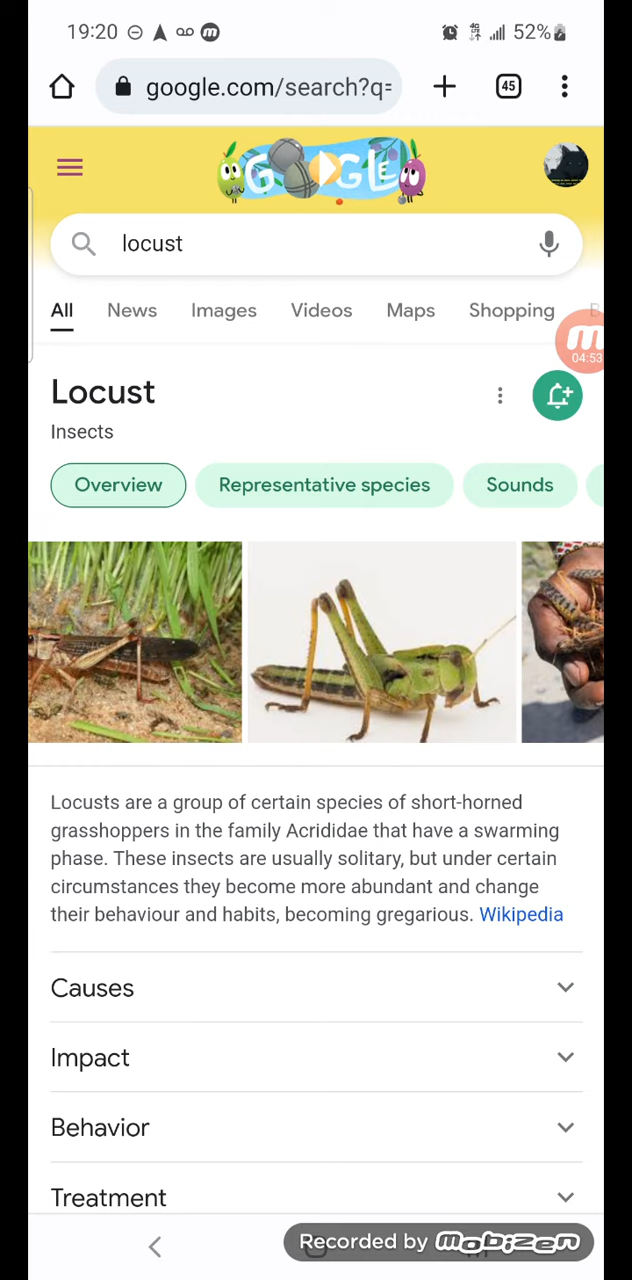 19:20 52%
google.com/search?q=
45
GOOGLE
locust
All News Images Videos Maps Shopping
04:53
Locust
Insects
Overview Representative species Sounds
Locusts are a group of certain species of short-horned
grasshoppers in the family Acrididae that have a swarming
phase. These insects are usually solitary, but under certain
circumstances they become more abundant and change
their behaviour and habits, becoming gregarious. Wikipedia
Causes
Impact
Behavior
Treatment
Recorded by mobizen